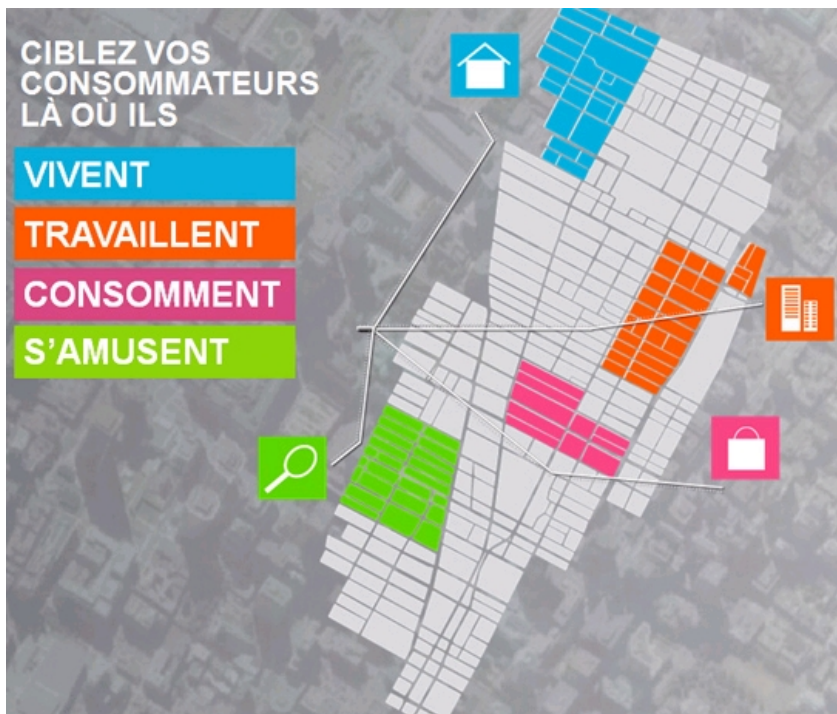 CIBLEZ VOS
CONSOMMATEURS
LÀ OÙ ILS
VIVENT
TRAVAILLENT
CONSOMMENT
S'AMUSENT